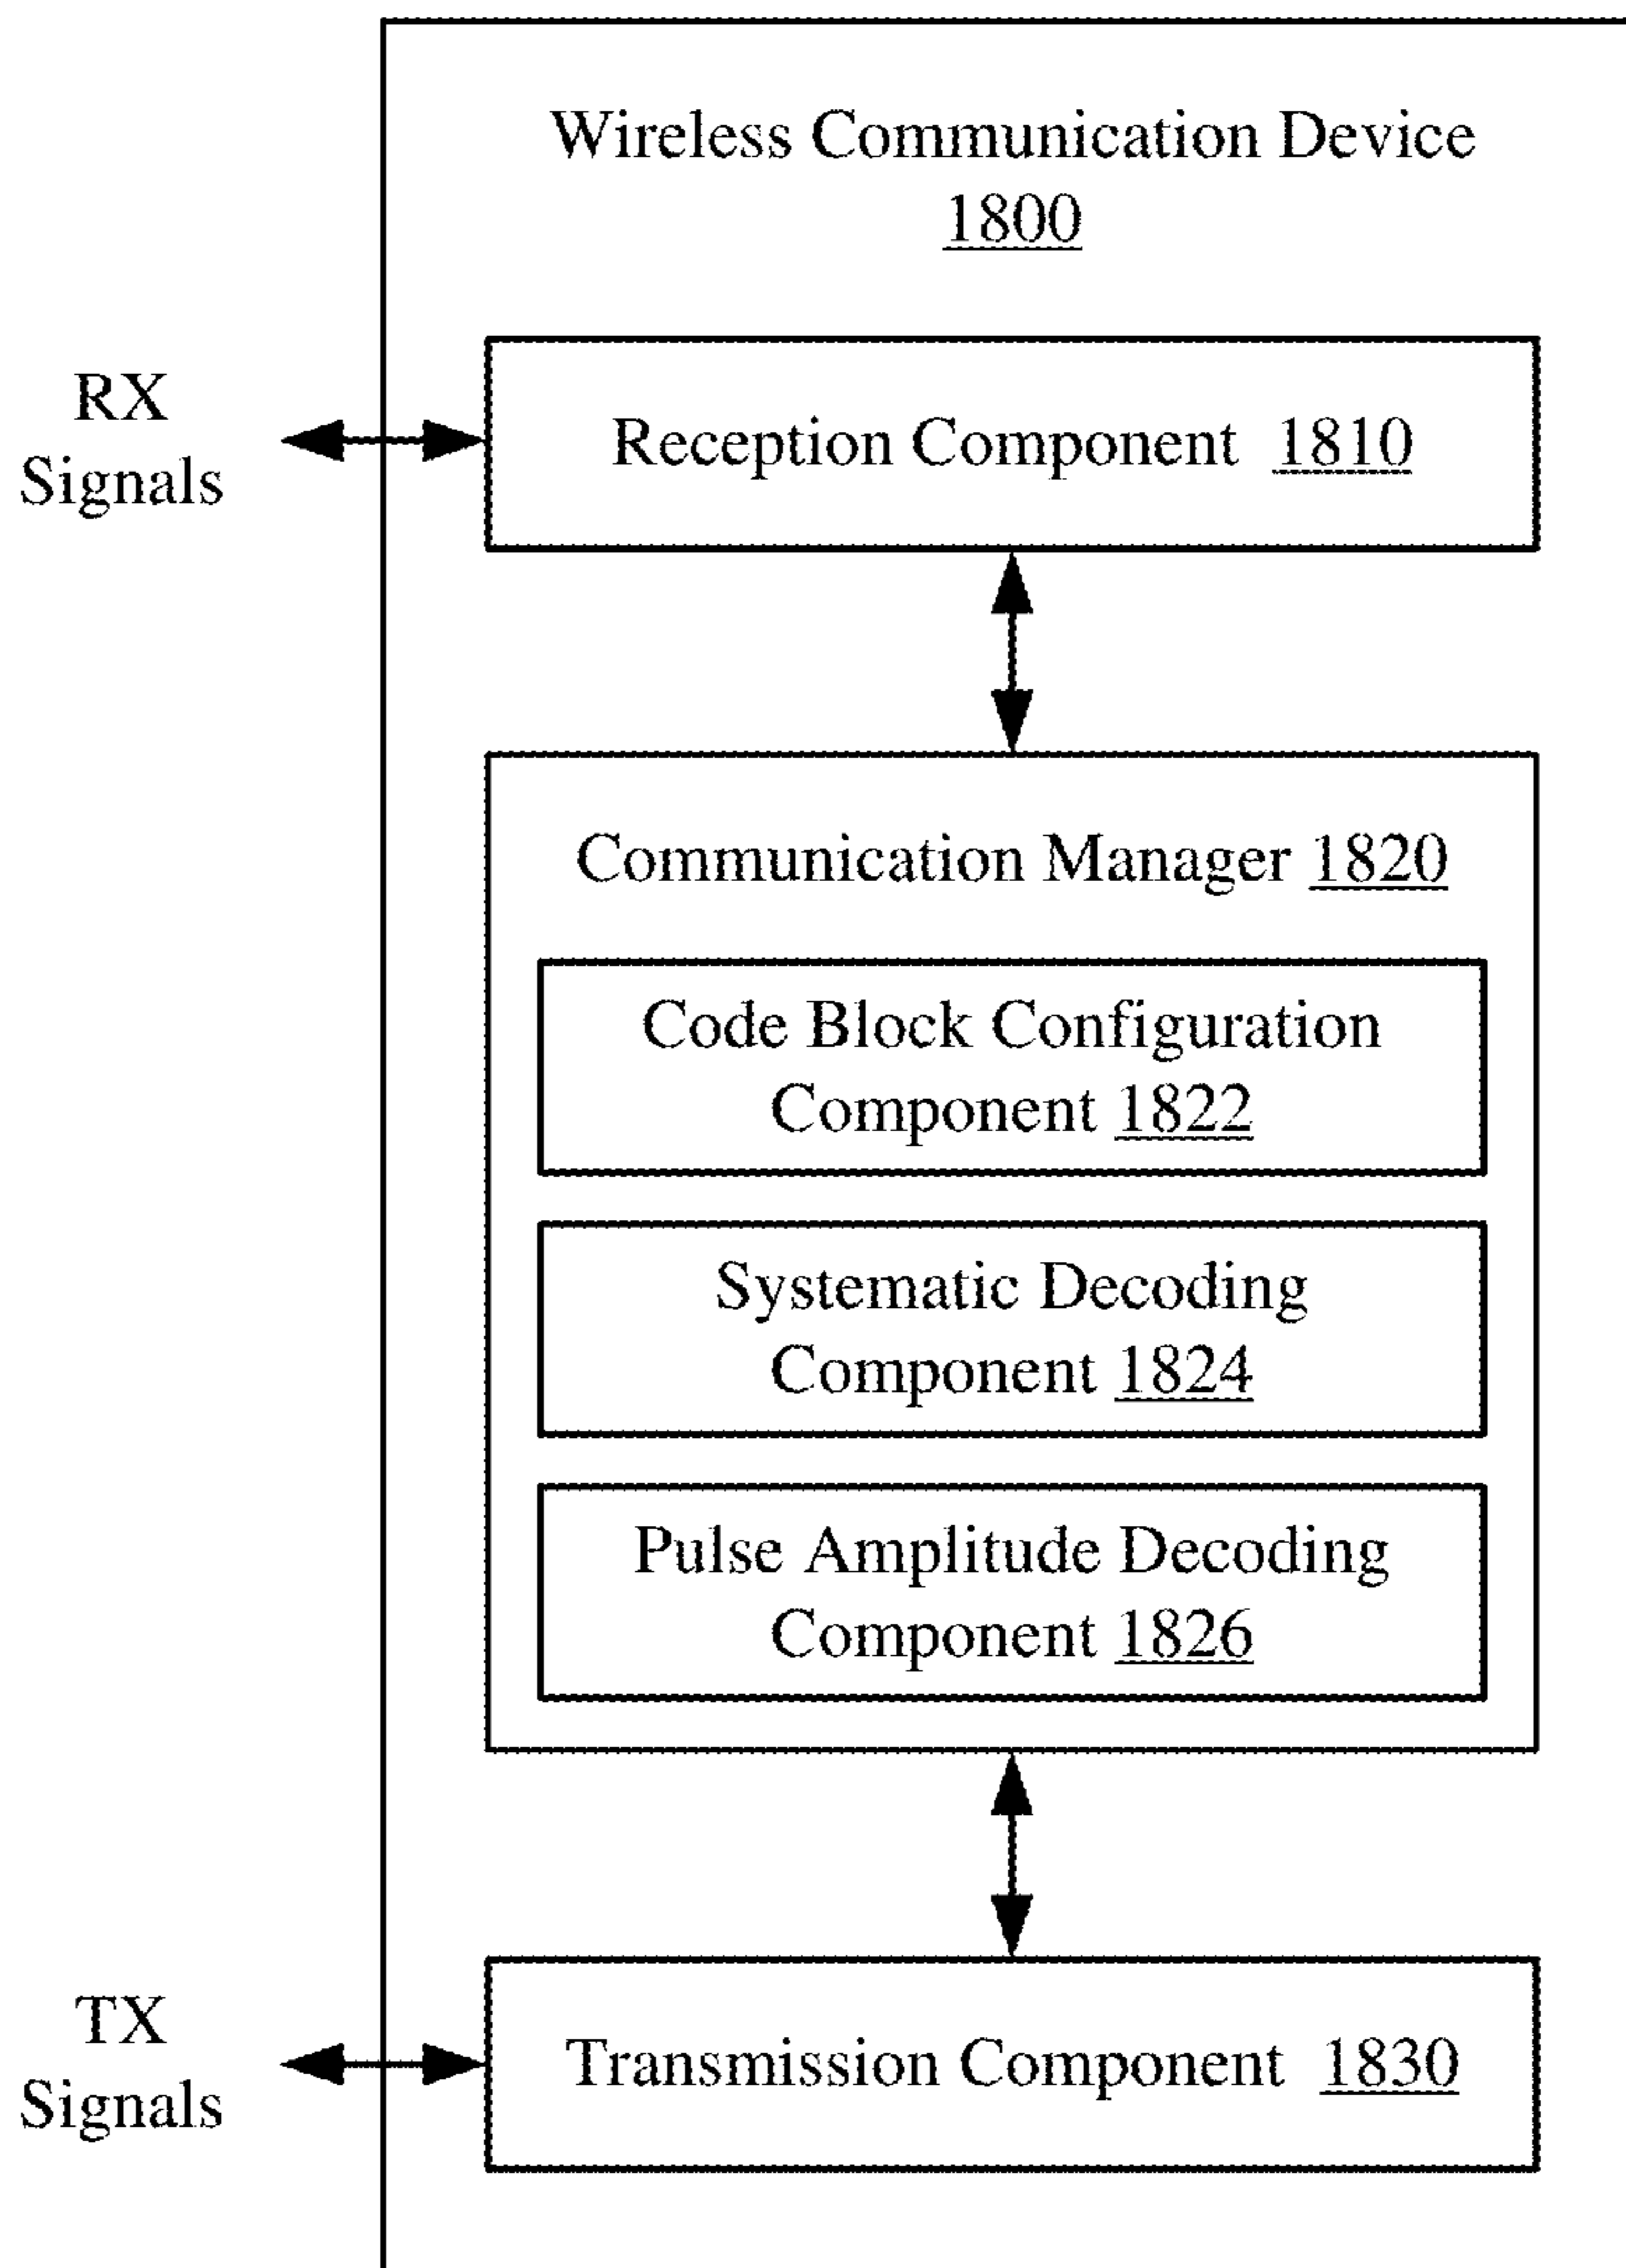 Wireless Communication Device
1800
RX
Signals
Reception Component 1810
Communication Manager 1820
Code Block Configuration
Component 1822
Systematic Decoding
Component 1824
Pulse Amplitude Decoding
Component 1826
TX
Signals
Transmission Component 1830